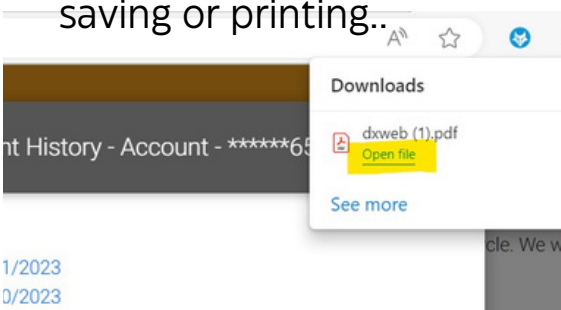 saving or printing..
A
Downloads
nt History - Account - ******65
dxweb (1).pdf
Open file
See more
cle. We w
1/2023
0/2023